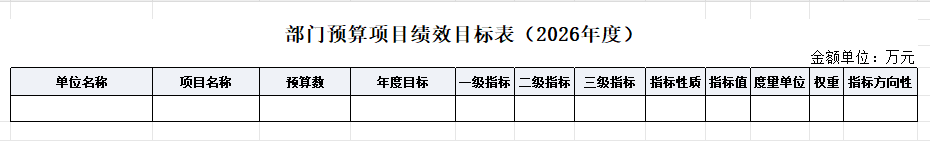 部门预算项目绩效目标表（2026年度）
金额单位：万元
单位名称 项目名称 预算数 年度目标 一级指标 二级指标 三级指标 指标性质 指标值 度量单位 权重 指标方向性